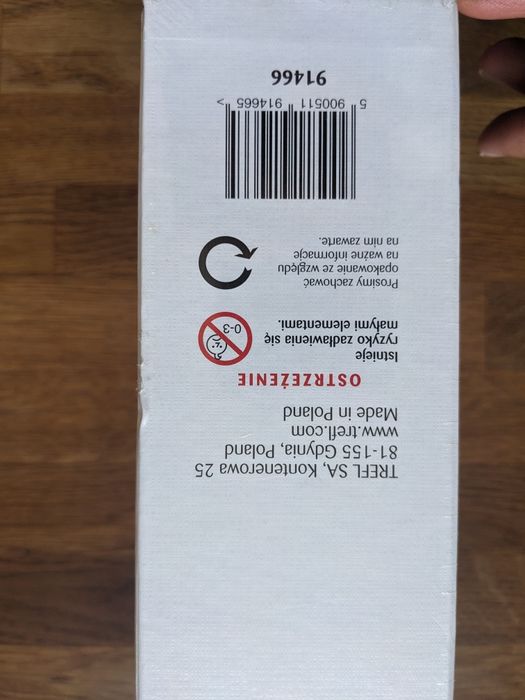 TREFL SA, Kontenerowa 25
81-155 Gdynia, Poland
www.trefl.com
Made in Poland
OSTRZEŻENIE
Istnieje
ryzyko zadławienia się
małymi elementami.
0-3
Prosimy zachować
opakowanie ze względu
na ważne informacje
na nim zawarte.
5 900511 914665 >
91466